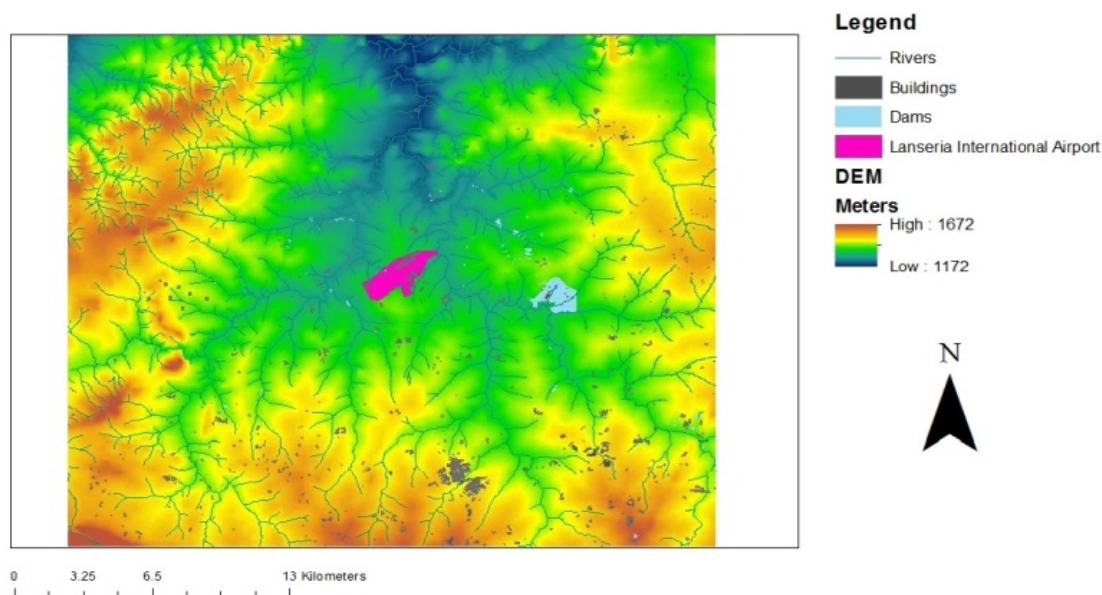 Legend
Rivers
Buildings
Dams
Lanseria International Airport
DEM
Meters
High : 1672
Low : 1172
N
0 3.25 6.5 13 Kilometers